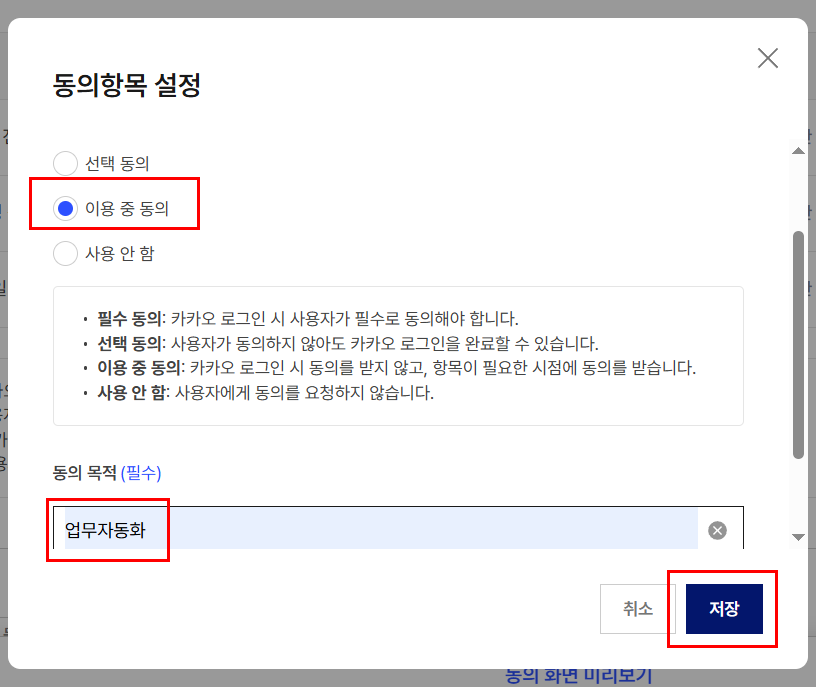 동의항목 설정
선택 동의
이용 중 동의
사용 안 함
• 필수 동의: 카카오 로그인 시 사용자가 필수로 동의해야 합니다.
• 선택 동의: 사용자가 동의하지 않아도 카카오 로그인을 완료할 수 있습니다.
• 이용 중 동의: 카카오 로그인 시 동의를 받지 않고, 항목이 필요한 시점에 동의를 받습니다.
• 사용 안 함: 사용자에게 동의를 요청하지 않습니다.
동의 목적 (필수)
업무자동화
취소
저장
동의 화면 미리보기